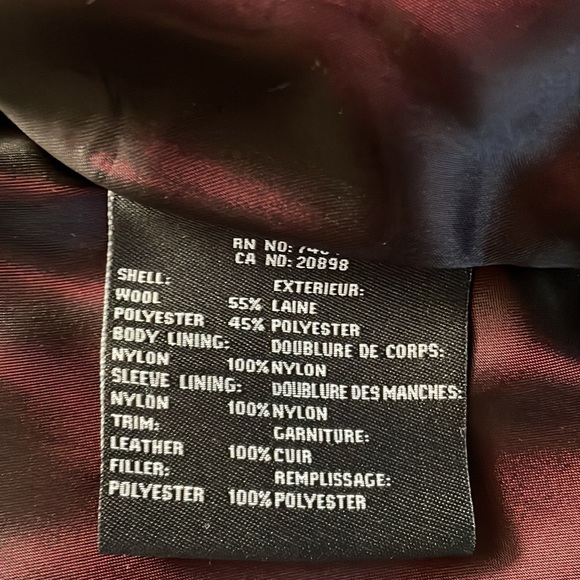 RN NO:
CA NO: 20898
SHELL: EXTERIEUR:
WOOL 55% LAINE
POLYESTER 45% POLYESTER
BODY LINING: DOUBLURE DE CORPS:
NYLON 100% NYLON
SLEEVE LINING: DOUBLURE DES MANCHES:
NYLON 100% NYLON
TRIM: GARNITURE:
LEATHER 100% CUIR
FILLER: REMPLISSAGE:
POLYESTER 100% POLYESTER